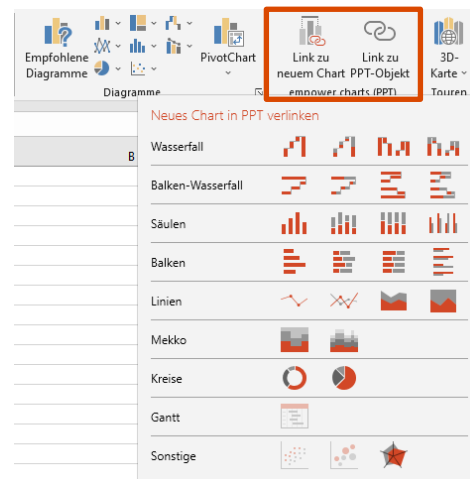 Empfohlene
Diagramme
PivotChart
Link zu
neuem Chart
Link zu
PPT-Objekt
3D-
Karte
Diagramme
empower charts (PPT)
Touren
Neues Chart in PPT verlinken
B
Wasserfall
Balken-Wasserfall
Säulen
Balken
Linien
Mekko
Kreise
Gantt
Sonstige